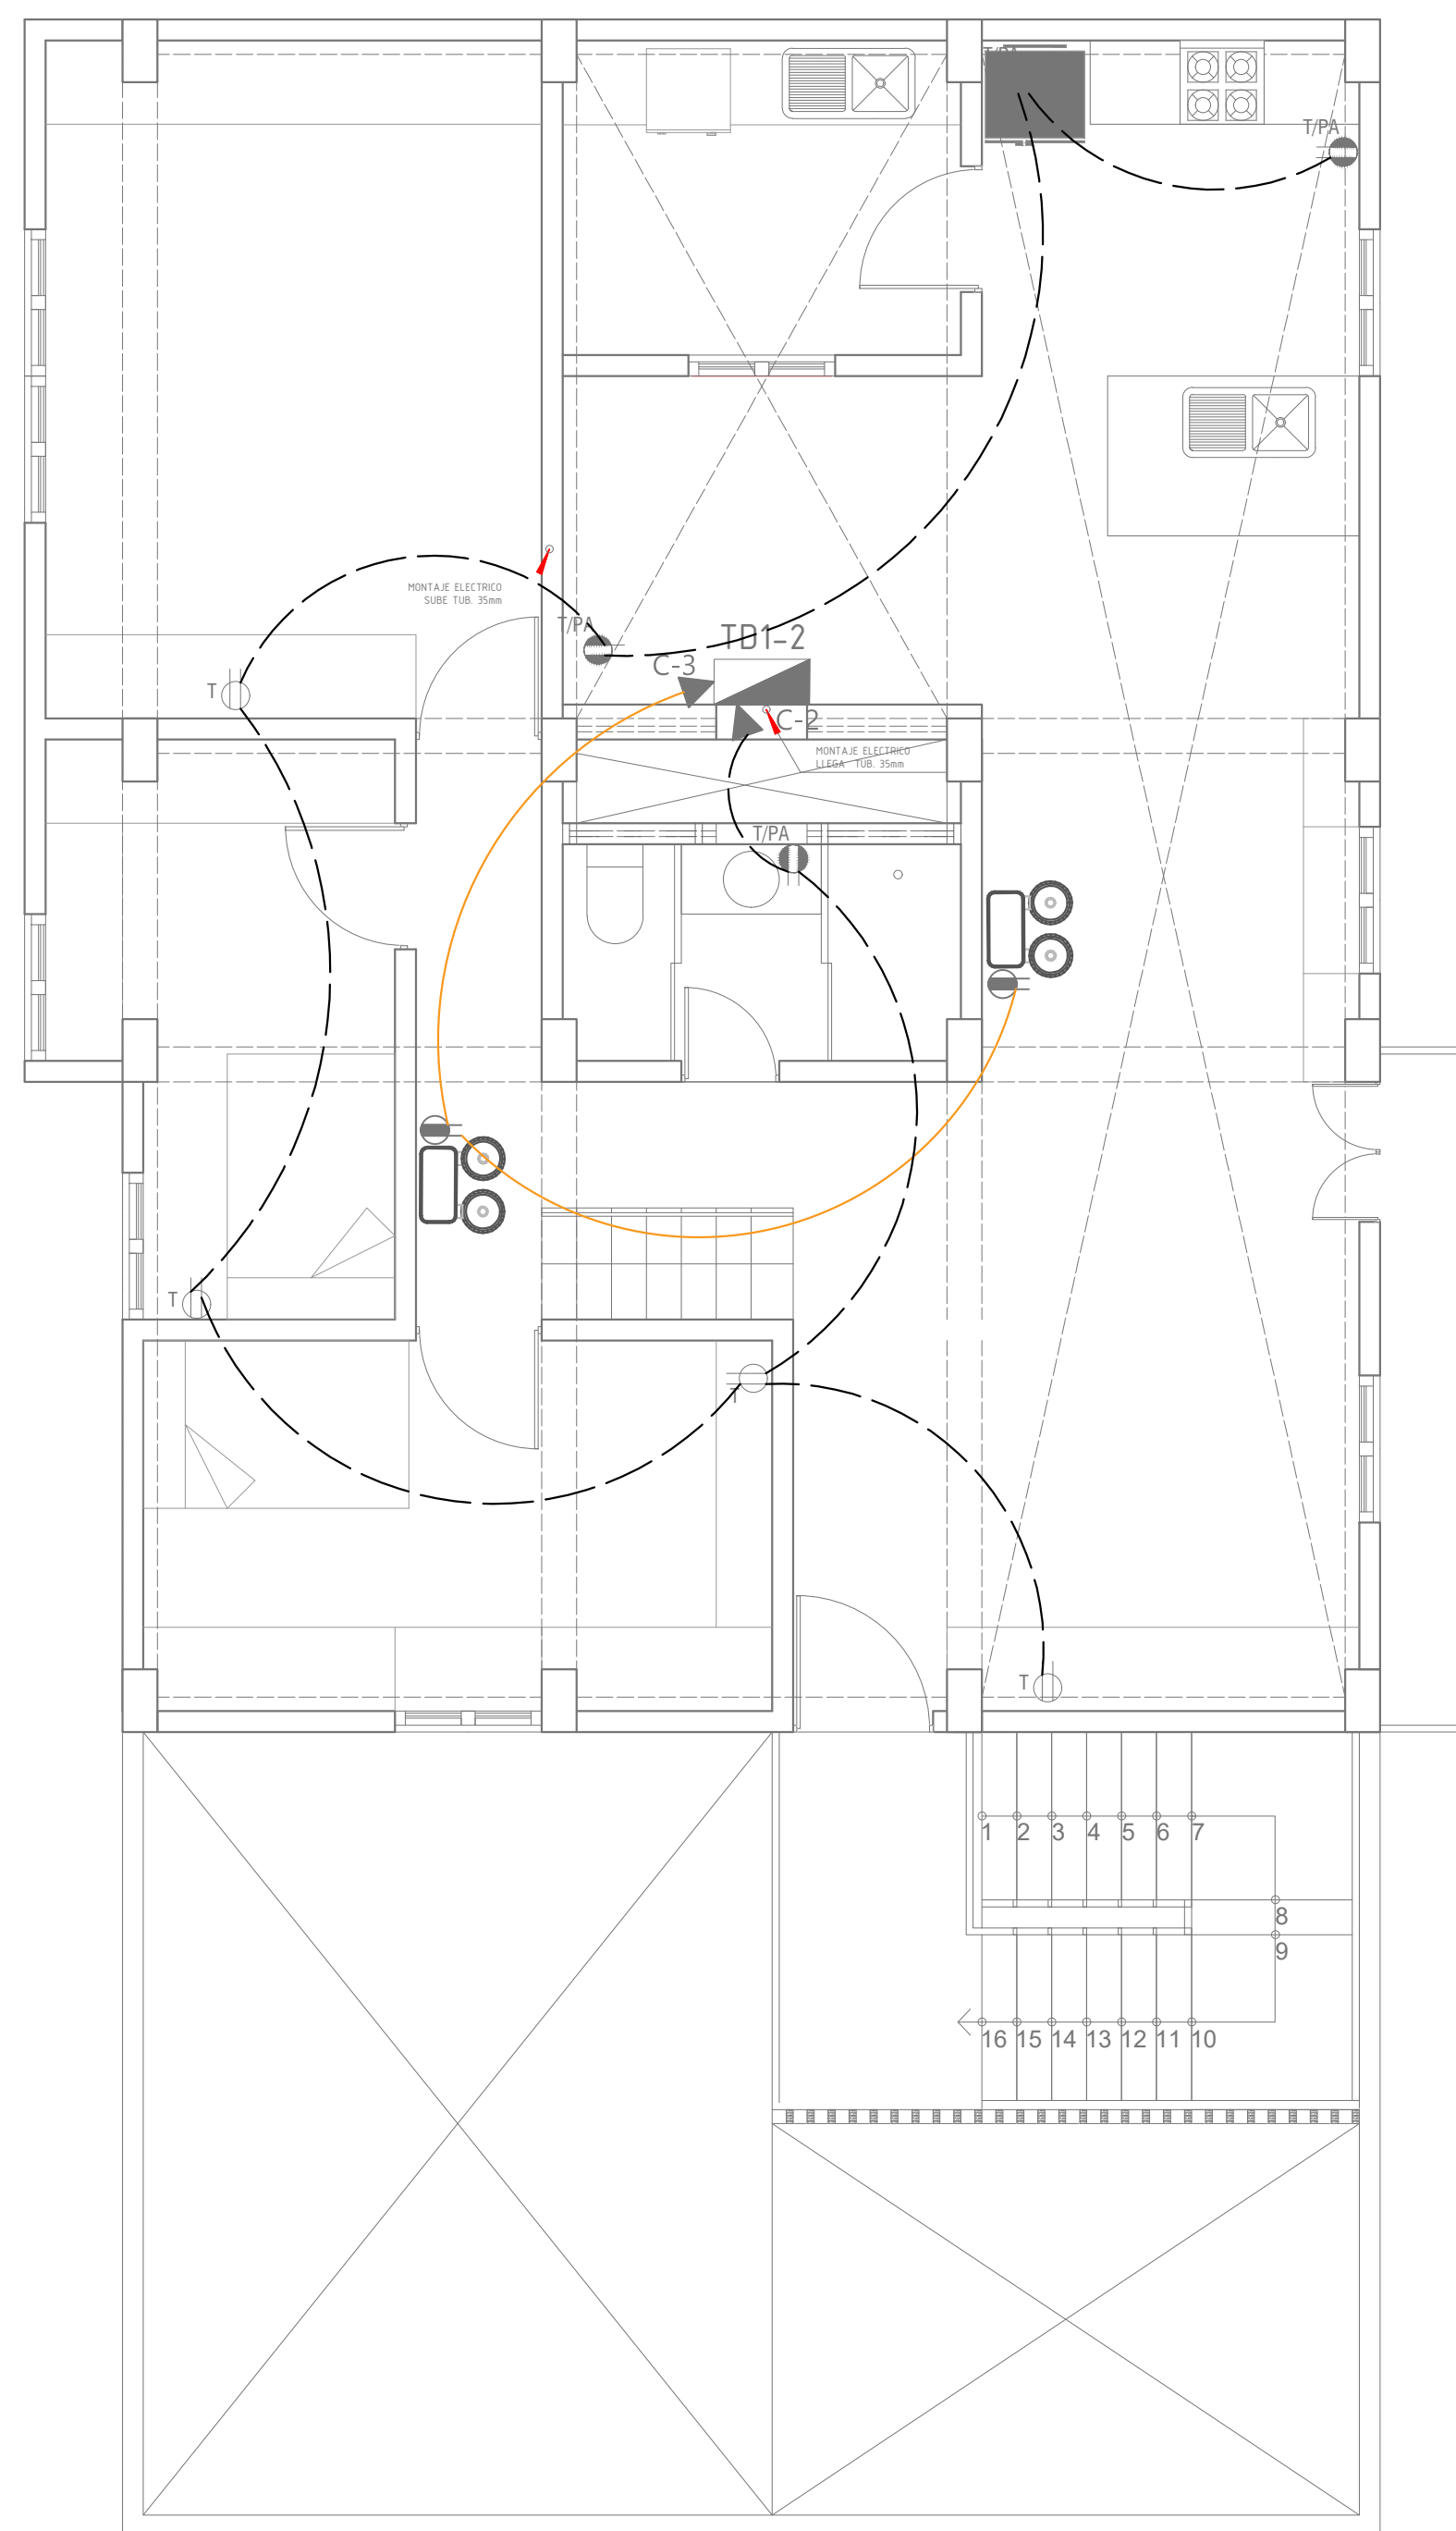 T/PA
T/PA
MONTAJE ELECTRICO
SUBE TUB. 35mm
T/PA
TD1-2
C-3
T
C-2
MONTAJE ELECTRICO
LLEGA TUB. 35mm
T/PA
T
T
T
1 2 3 4 5 6 7
8
9
16 15 14 13 12 11 10